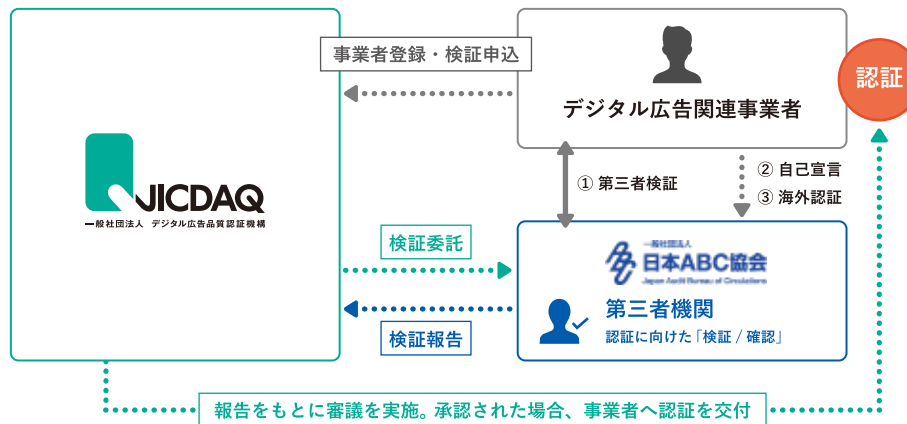 事業者登録・検証申込
認証
デジタル広告関連事業者
JICDAQ
一般社団法人 デジタル広告品質認証機構
① 第三者検証
② 自己宣言
③ 海外認証
検証委託
検証報告
一般社団法人
日本ABC協会
Japan Audit Bureau of Circulations
第三者機関
認証に向けた「検証 / 確認」
報告をもとに審議を実施。承認された場合、事業者へ認証を交付